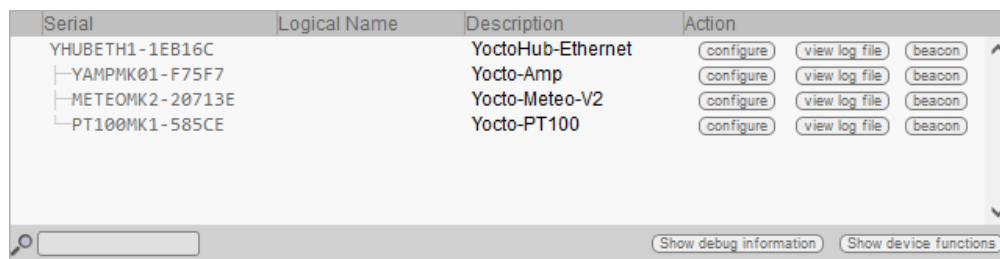 Serial Logical Name Description Action
YHUBETH1-1EB16C YoctoHub-Ethernet configure view log file beacon
YAMPMK01-F75F7 Yocto-Amp configure view log file beacon
METEOMK2-20713E Yocto-Meteo-V2 configure view log file beacon
PT100MK1-585CE Yocto-PT100 configure view log file beacon
Show debug information Show device functions